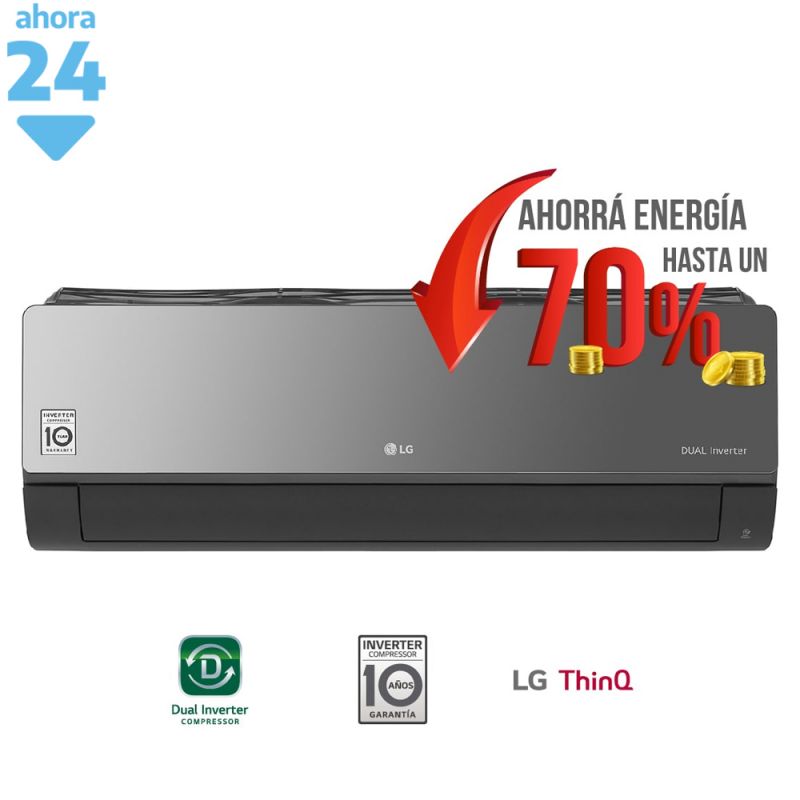 ahora
24
AHORRÁ ENERGÍA
HASTA UN
70%
INVERTER
COMPRESSOR
10
YEAR
WARRANTY
LG
DUAL Inverter
D
Dual Inverter
COMPRESSOR
INVERTER
COMPRESSOR
10
AÑOS
GARANTÍA
LG ThinQ